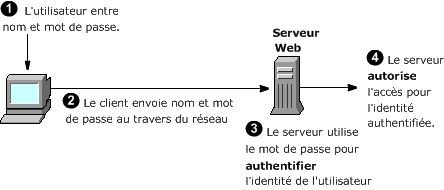 1 L'utilisateur entre
nom et mot de passe.
2 Le client envoie nom et mot
de passe au travers du réseau
Serveur
Web
3 Le serveur utilise
le mot de passe pour
authentifier
l'identité de l'utilisateur
4 Le serveur
autorise
l'accès pour
l'identité
authentifiée.